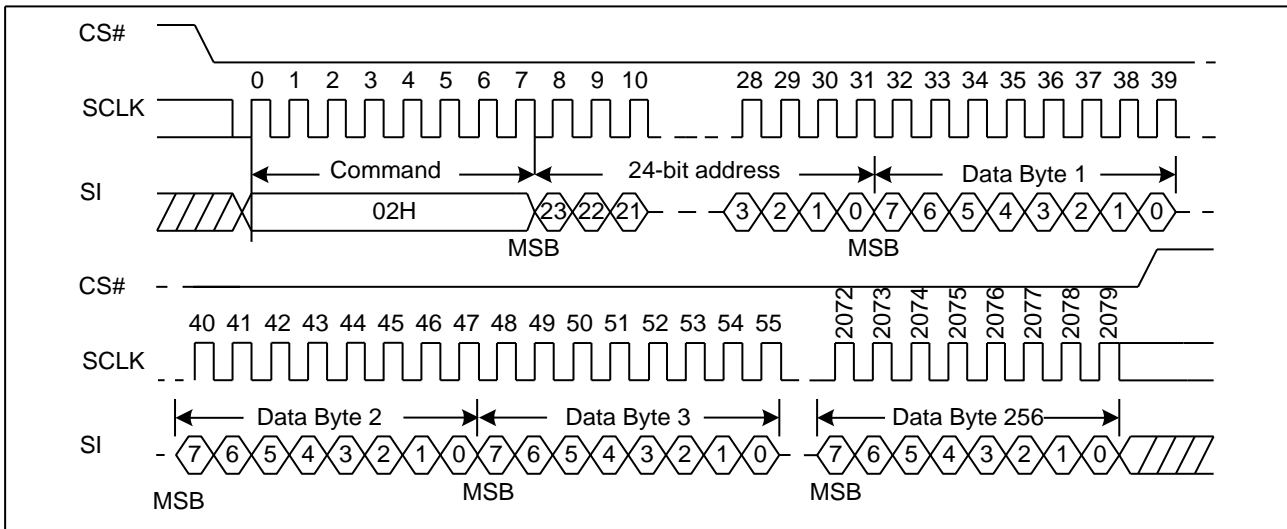 CS#
0 1 2 3 4 5 6 7 8 9 10 28 29 30 31 32 33 34 35 36 37 38 39
SCLK
Command 24-bit address Data Byte 1
SI
02H 23 22 21 3 2 1 0 7 6 5 4 3 2 1 0
MSB MSB
CS#
40 41 42 43 44 45 46 47 48 49 50 51 52 53 54 55 2072 2073 2074 2075 2076 2077 2078 2079
SCLK
Data Byte 2 Data Byte 3 Data Byte 256
SI
7 6 5 4 3 2 1 0 7 6 5 4 3 2 1 0 7 6 5 4 3 2 1 0
MSB MSB MSB